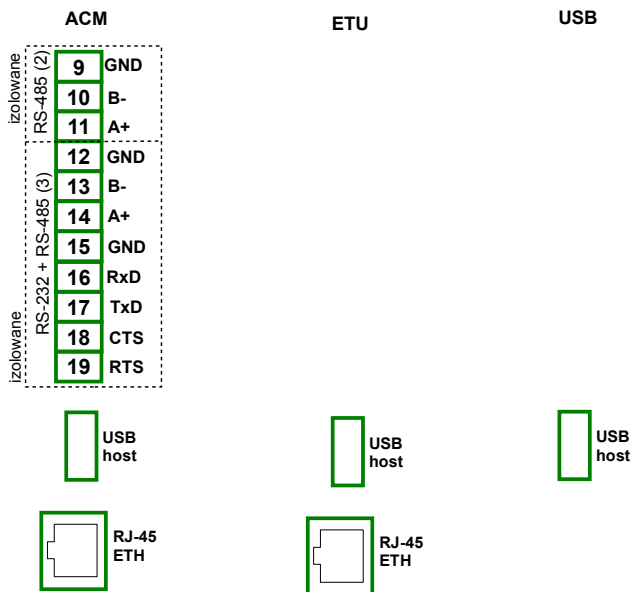 ACM
ETU
USB
izolowane
RS-485 (2)
9 GND
10 B-
11 A+
izolowane
RS-232 + RS-485 (3)
12 GND
13 B-
14 A+
15 GND
16 RxD
17 TxD
18 CTS
19 RTS
USB
host
USB
host
USB
host
RJ-45
ETH
RJ-45
ETH